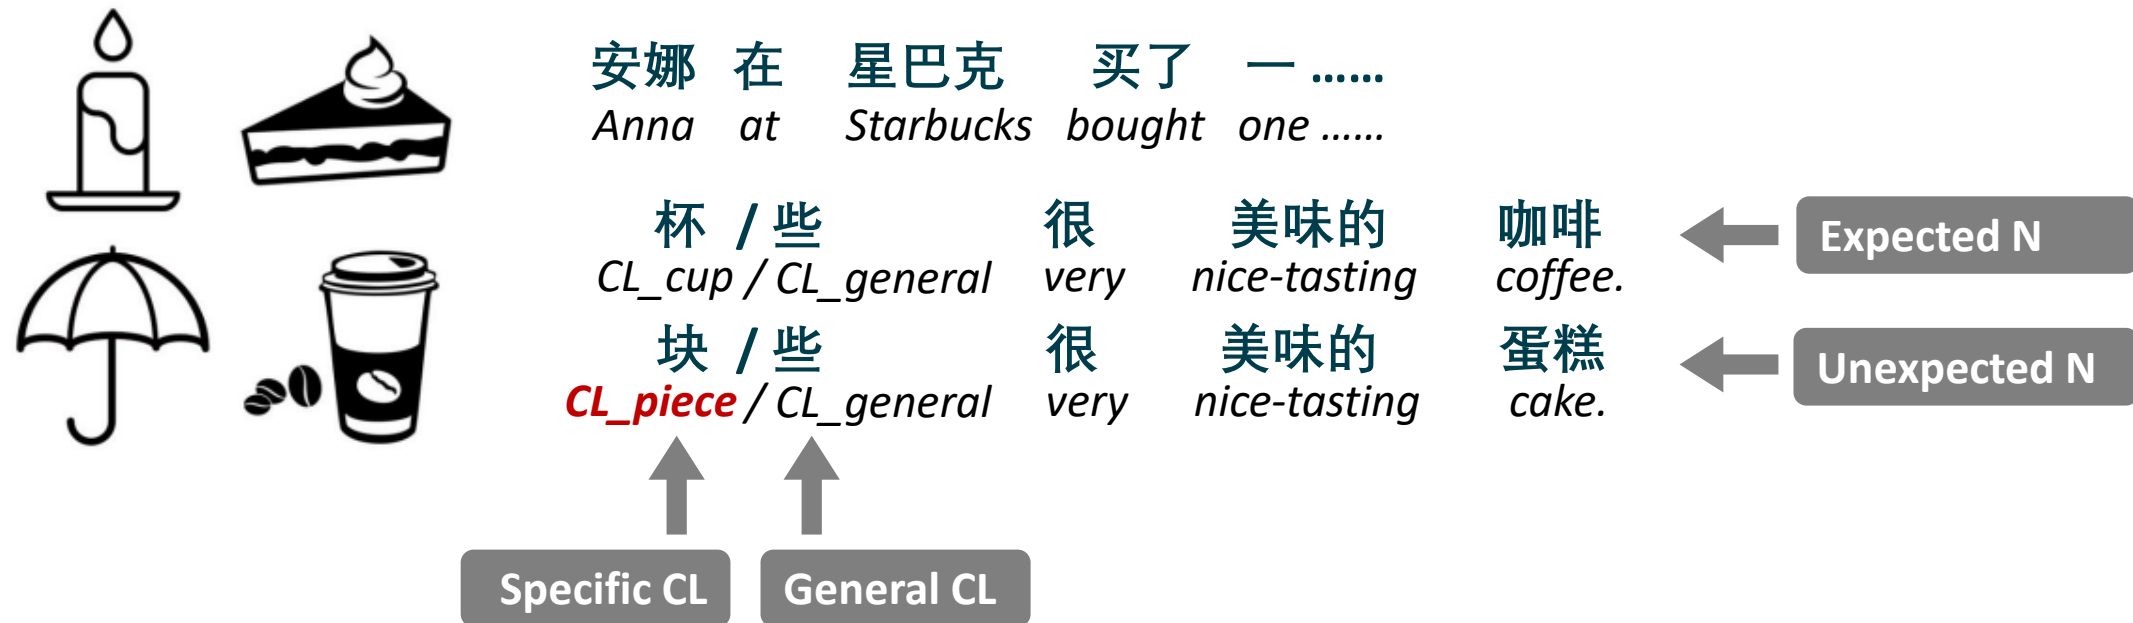 安娜 在 星巴克 买了 一 ……
Anna at Starbucks bought one ……
杯 / 些 很 美味的 咖啡
Expected N
CL_cup / CL_general very nice-tasting coffee.
块 / 些 很 美味的 蛋糕
Unexpected N
CL_piece / CL_general very nice-tasting cake.
Specific CL
General CL